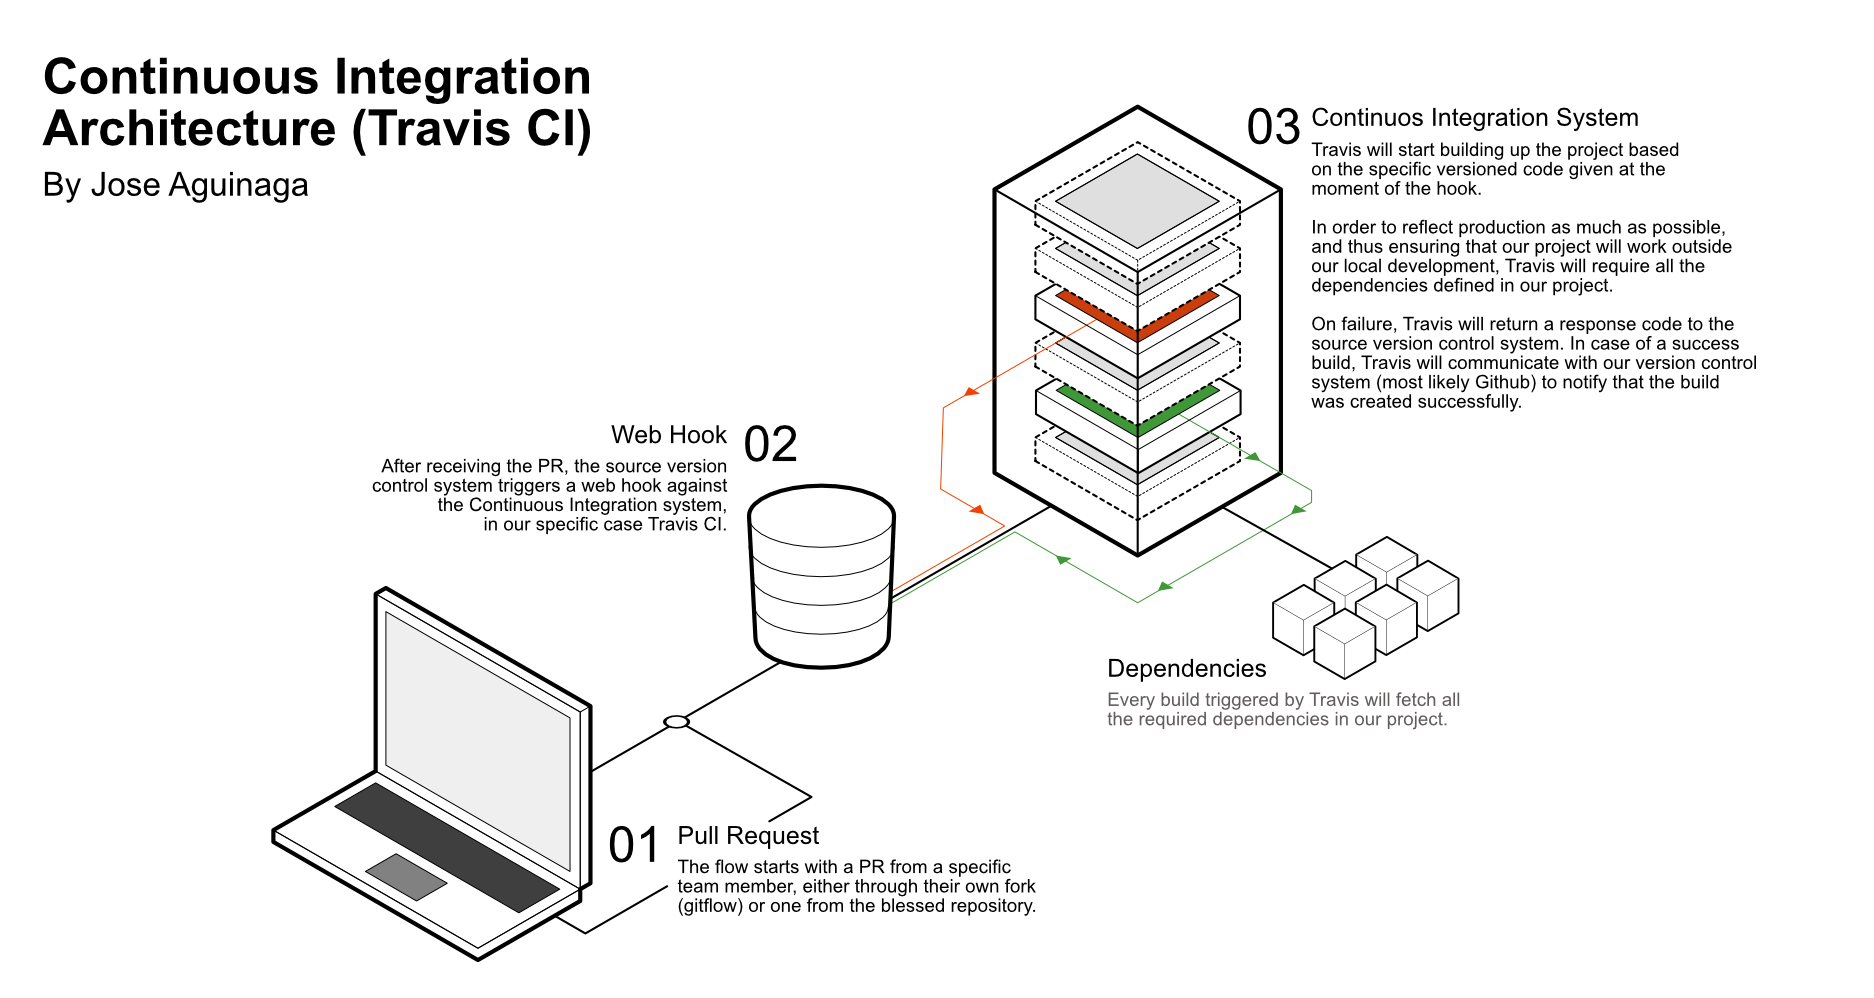 Continuous Integration
Architecture (Travis CI)
By Jose Aguinaga
03
Continuos Integration System
Travis will start building up the project based
on the specific versioned code given at the
moment of the hook.
In order to reflect production as much as possible,
and thus ensuring that our project will work outside
our local development, Travis will require all the
dependencies defined in our project.
On failure, Travis will return a response code to the
source version control system. In case of a success
build, Travis will communicate with our version control
system (most likely Github) to notify that the build
was created successfully.
Web Hook
02
After receiving the PR, the source version
control system triggers a web hook against
the Continuous Integration system,
in our specific case Travis CI.
Dependencies
Every build triggered by Travis will fetch all
the required dependencies in our project.
01
Pull Request
The flow starts with a PR from a specific
team member, either through their own fork
(gitflow) or one from the blessed repository.